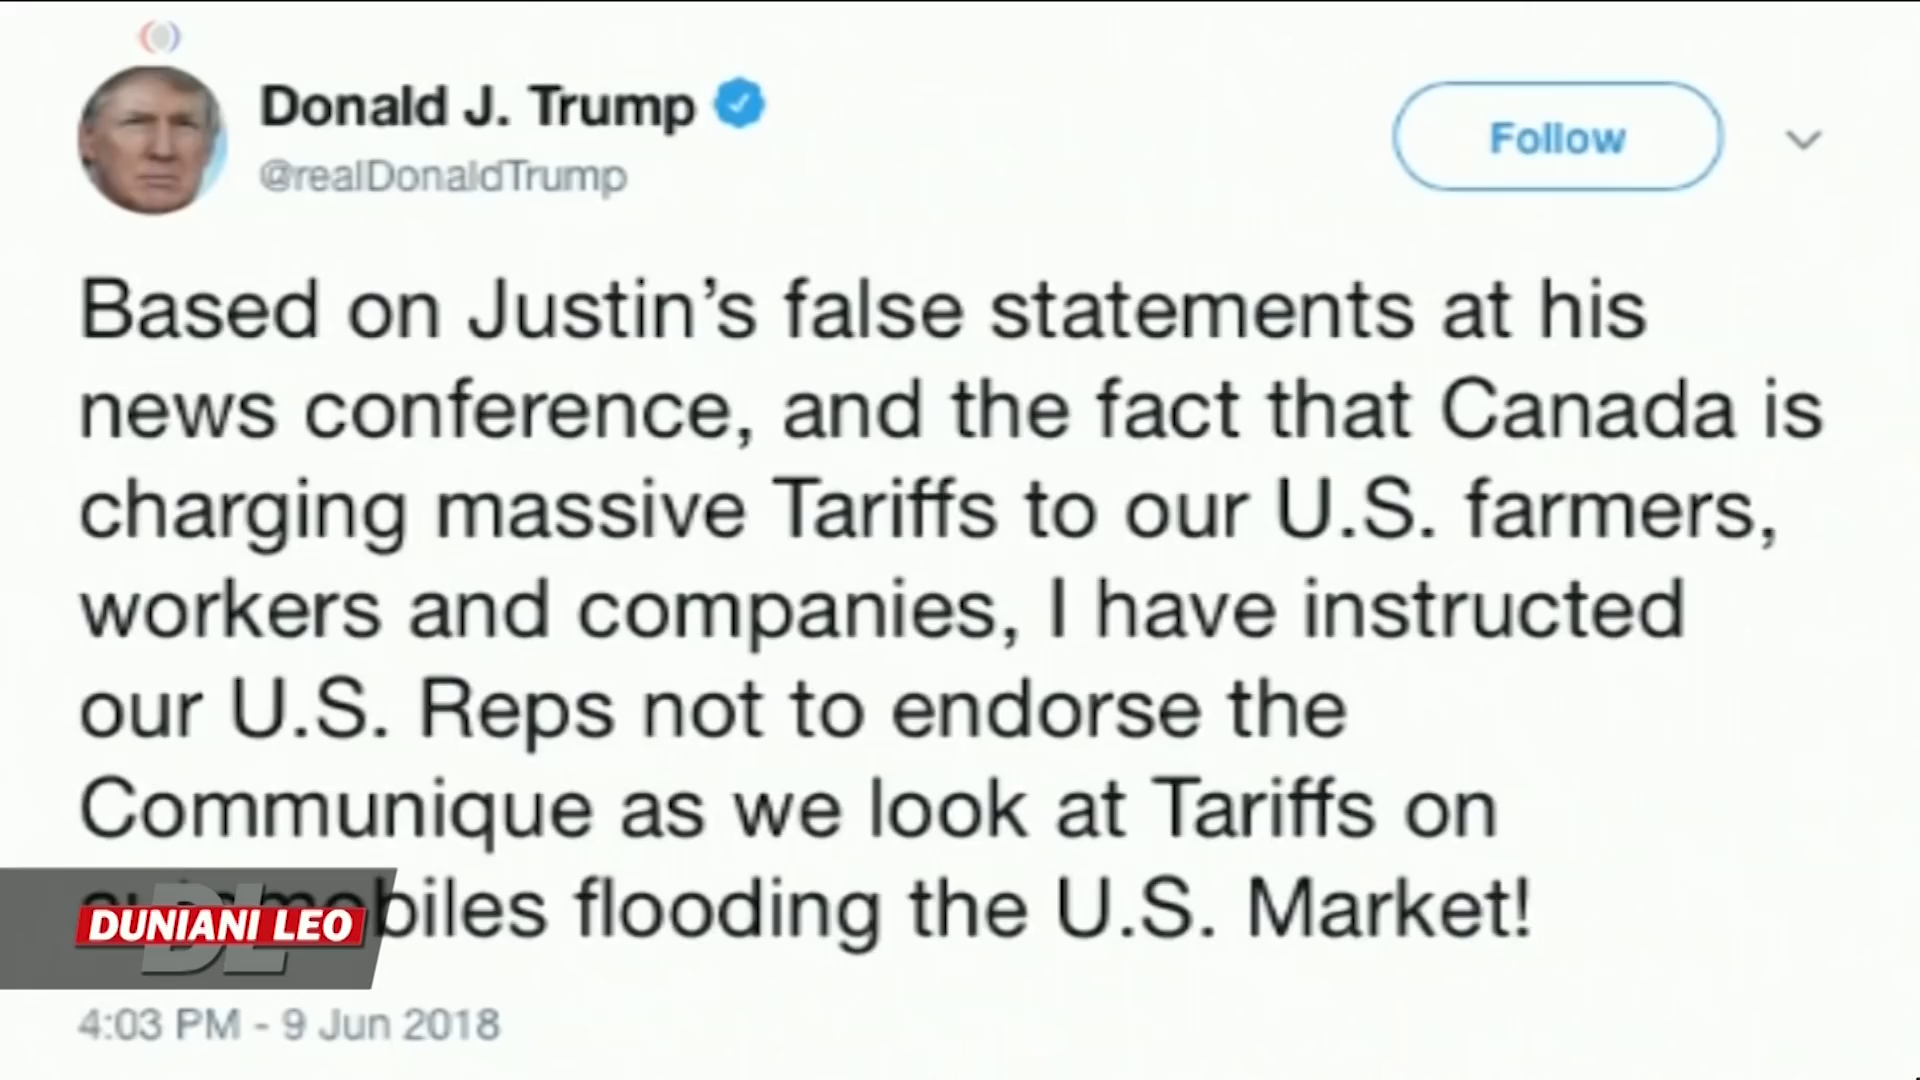 Donald J. Trump
@realDonaldTrump
Follow
Based on Justin's false statements at his
news conference, and the fact that Canada is
charging massive Tariffs to our U.S. farmers,
workers and companies, I have instructed
our U.S. Reps not to endorse the
Communique as we look at Tariffs on
automobiles flooding the U.S. Market!
DL
DUNIANI LEO
4:03 PM - 9 Jun 2018